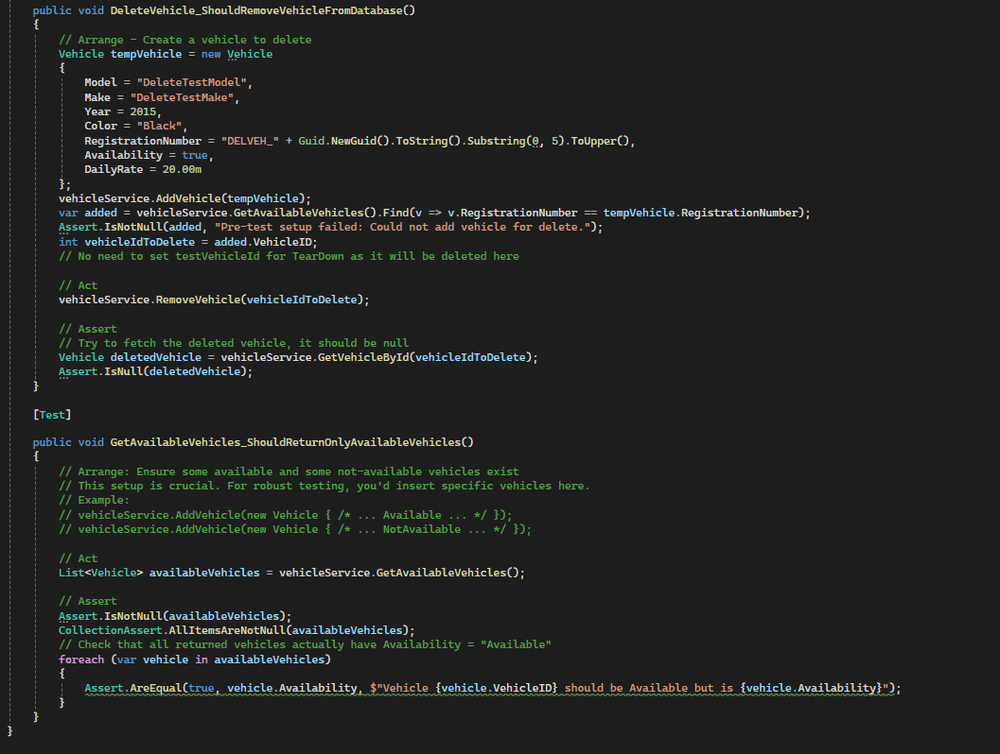 public void DeleteVehicle_ShouldRemoveVehicleFromDatabase()
{
// Arrange - Create a vehicle to delete
Vehicle tempVehicle = new Vehicle
{
Model = "DeleteTestModel",
Make = "DeleteTestMake",
Year = 2015,
Color = "Black",
RegistrationNumber = "DELVEH_" + Guid.NewGuid().ToString().Substring(0, 5).ToUpper(),
Availability = true,
DailyRate = 20.00m
};
vehicleService.AddVehicle(tempVehicle);
var added = vehicleService.GetAvailableVehicles().Find(v => v.RegistrationNumber == tempVehicle.RegistrationNumber);
Assert.IsNotNull(added, "Pre-test setup failed: Could not add vehicle for delete.");
int vehicleIdToDelete = added.VehicleID;
// No need to set testVehicleId for TearDown as it will be deleted here
// Act
vehicleService.RemoveVehicle(vehicleIdToDelete);
// Assert
// Try to fetch the deleted vehicle, it should be null
Vehicle deletedVehicle = vehicleService.GetVehicleById(vehicleIdToDelete);
Assert.IsNull(deletedVehicle);
}
[Test]
public void GetAvailableVehicles_ShouldReturnOnlyAvailableVehicles()
{
// Arrange: Ensure some available and some not-available vehicles exist
// This setup is crucial. For robust testing, you'd insert specific vehicles here.
// Example:
// vehicleService.AddVehicle(new Vehicle { /* ... Available ... */ });
// vehicleService.AddVehicle(new Vehicle { /* ... NotAvailable ... */ });
// Act
List<Vehicle> availableVehicles = vehicleService.GetAvailableVehicles();
// Assert
Assert.IsNotNull(availableVehicles);
CollectionAssert.AllItemsAreNotNull(availableVehicles);
// Check that all returned vehicles actually have Availability = "Available"
foreach (var vehicle in availableVehicles)
{
Assert.AreEqual(true, vehicle.Availability, $"Vehicle {vehicle.VehicleID} should be Available but is {vehicle.Availability}");
}
}
}